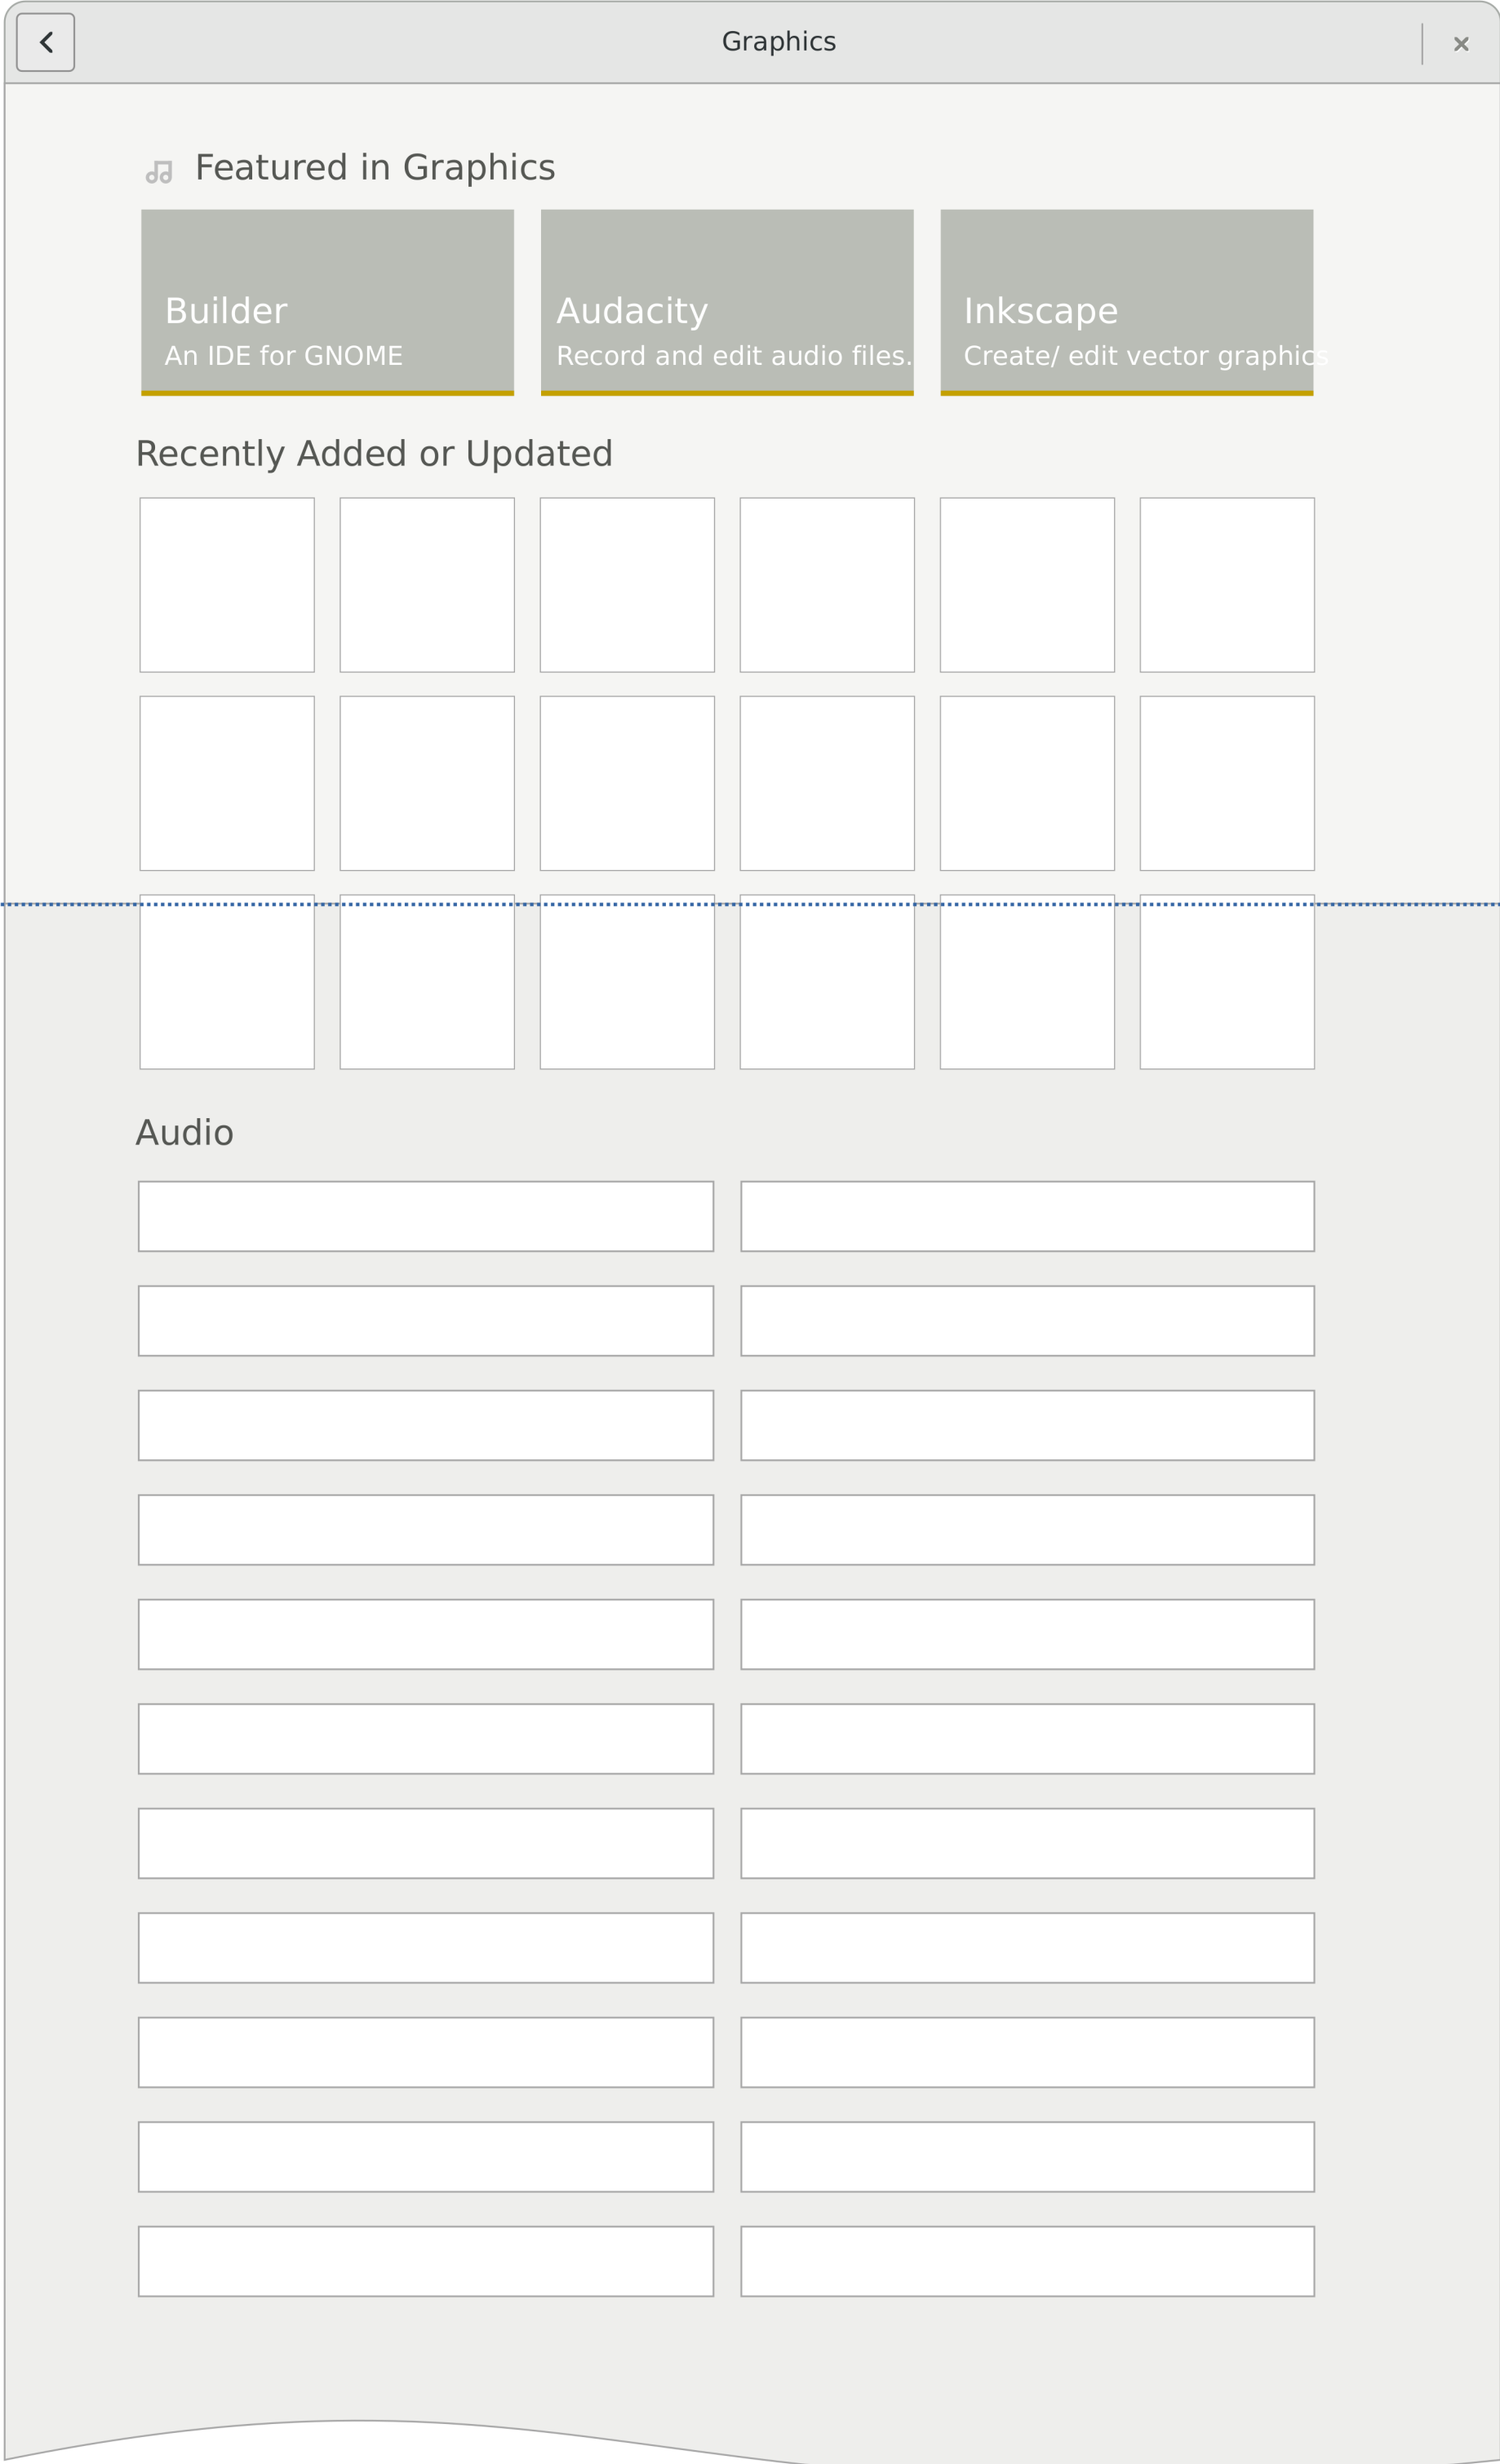 Graphics
Featured in Graphics
Builder
An IDE for GNOME
Audacity
Record and edit audio files.
Inkscape
Create/ edit vector graphics
Recently Added or Updated
Audio